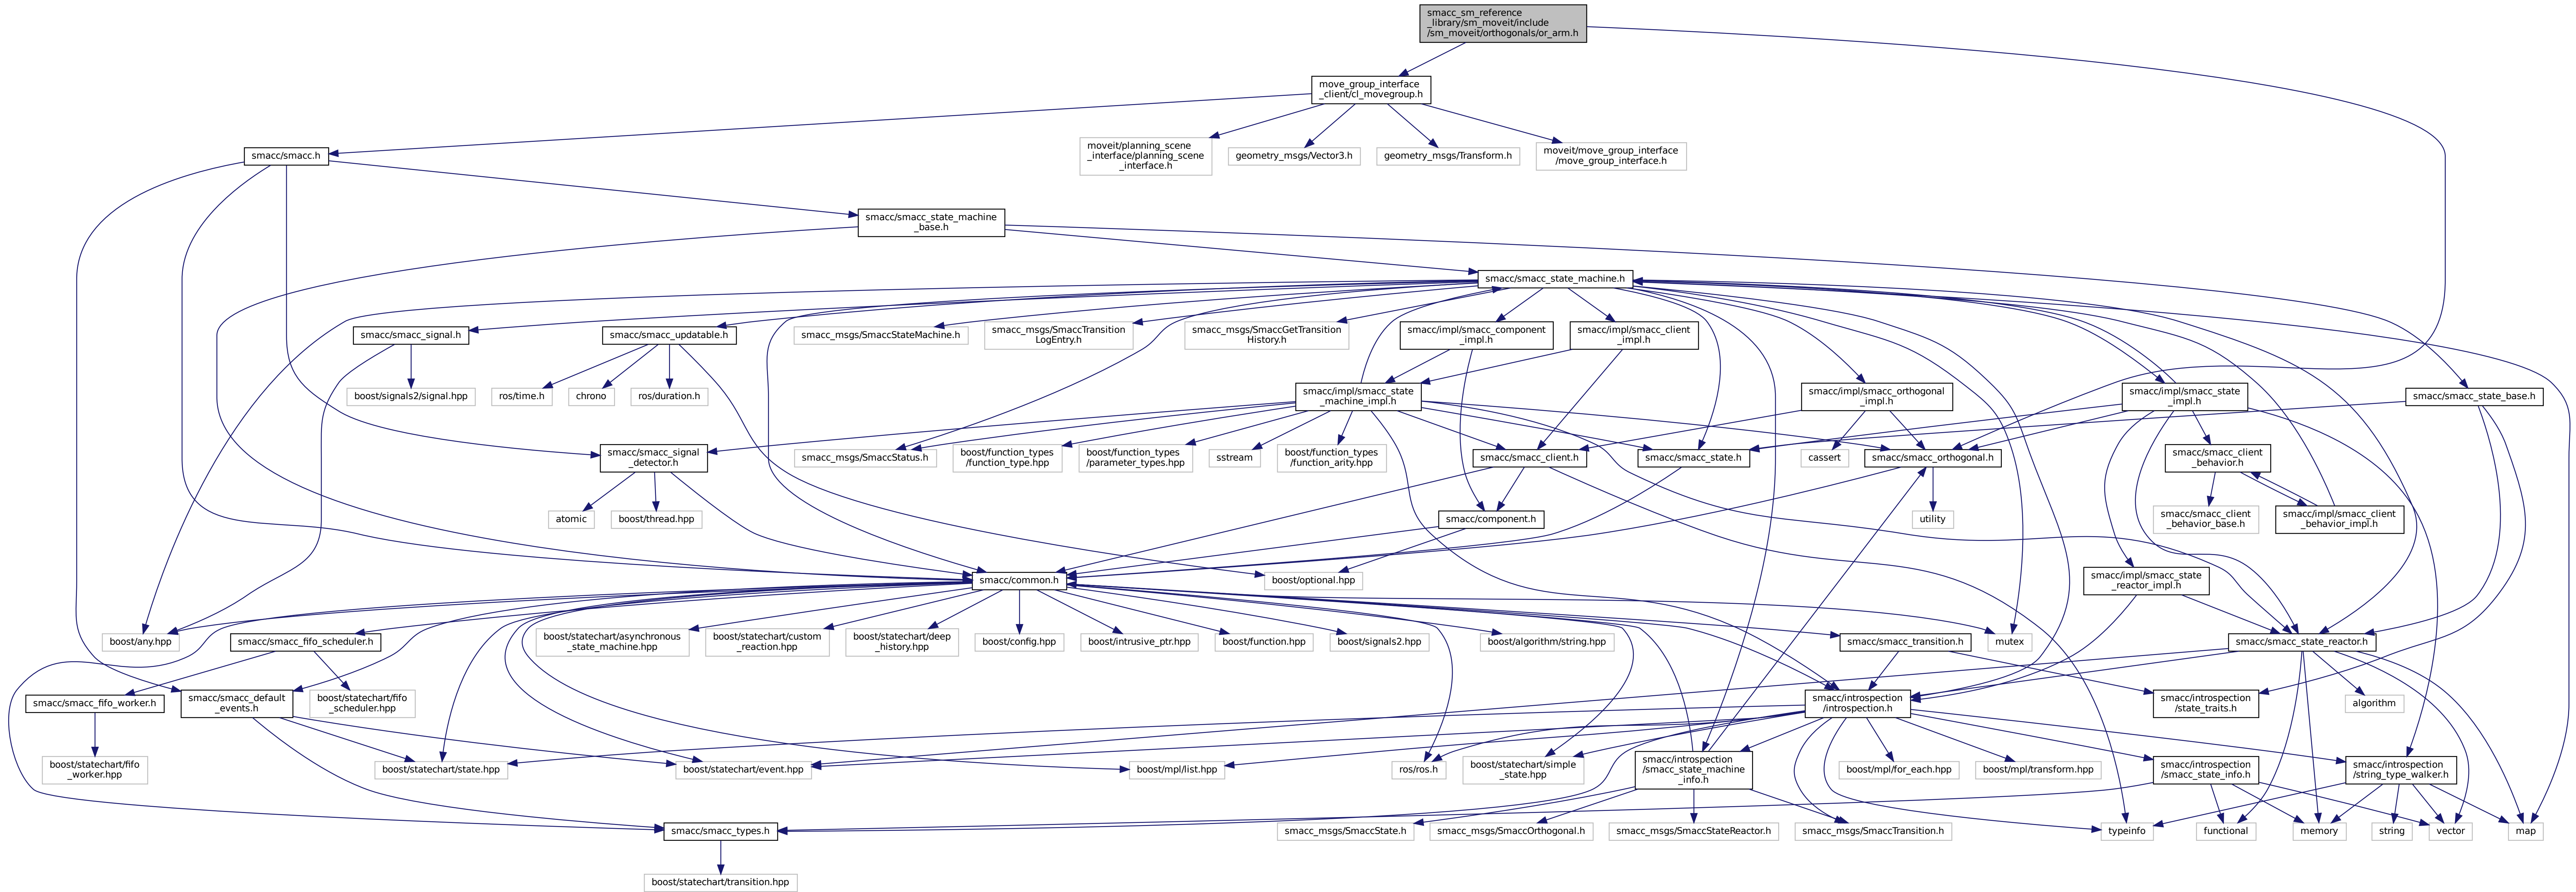 smacc_sm_reference
_library/sm_moveit/include
/sm_moveit/orthogonals/or_arm.h
move_group_interface
_client/cl_movegroup.h
smacc/smacc.h
moveit/planning_scene
_interface/planning_scene
_interface.h
geometry_msgs/Vector3.h
geometry_msgs/Transform.h
moveit/move_group_interface
/move_group_interface.h
smacc/smacc_state_machine
_base.h
smacc/smacc_state_machine.h
smacc/smacc_signal.h
smacc/smacc_updatable.h
smacc_msgs/SmaccStateMachine.h
smacc_msgs/SmaccTransition
LogEntry.h
smacc_msgs/SmaccGetTransition
History.h
smacc/impl/smacc_component
_impl.h
smacc/impl/smacc_client
_impl.h
boost/signals2/signal.hpp
ros/time.h
chrono
ros/duration.h
smacc/impl/smacc_state
_machine_impl.h
smacc/impl/smacc_orthogonal
_impl.h
smacc/impl/smacc_state
_impl.h
smacc/smacc_state_base.h
smacc/smacc_signal
_detector.h
smacc_msgs/SmaccStatus.h
boost/function_types
/function_type.hpp
boost/function_types
/parameter_types.hpp
sstream
boost/function_types
/function_arity.hpp
smacc/smacc_client.h
smacc/smacc_state.h
cassert
smacc/smacc_orthogonal.h
smacc/smacc_client
_behavior.h
atomic
boost/thread.hpp
smacc/component.h
utility
smacc/smacc_client
_behavior_base.h
smacc/impl/smacc_client
_behavior_impl.h
smacc/common.h
boost/optional.hpp
smacc/impl/smacc_state
_reactor_impl.h
boost/any.hpp
smacc/smacc_fifo_scheduler.h
boost/statechart/asynchronous
_state_machine.hpp
boost/statechart/custom
_reaction.hpp
boost/statechart/deep
_history.hpp
boost/config.hpp
boost/intrusive_ptr.hpp
boost/function.hpp
boost/signals2.hpp
boost/algorithm/string.hpp
smacc/smacc_transition.h
mutex
smacc/smacc_state_reactor.h
smacc/smacc_fifo_worker.h
smacc/smacc_default
_events.h
boost/statechart/fifo
_scheduler.hpp
smacc/introspection
/introspection.h
smacc/introspection
/state_traits.h
algorithm
boost/statechart/fifo
_worker.hpp
boost/statechart/state.hpp
boost/statechart/event.hpp
boost/mpl/list.hpp
ros/ros.h
boost/statechart/simple
_state.hpp
smacc/introspection
/smacc_state_machine
_info.h
boost/mpl/for_each.hpp
boost/mpl/transform.hpp
smacc/introspection
/smacc_state_info.h
smacc/introspection
/string_type_walker.h
smacc/smacc_types.h
smacc_msgs/SmaccState.h
smacc_msgs/SmaccOrthogonal.h
smacc_msgs/SmaccStateReactor.h
smacc_msgs/SmaccTransition.h
typeinfo
functional
memory
string
vector
map
boost/statechart/transition.hpp